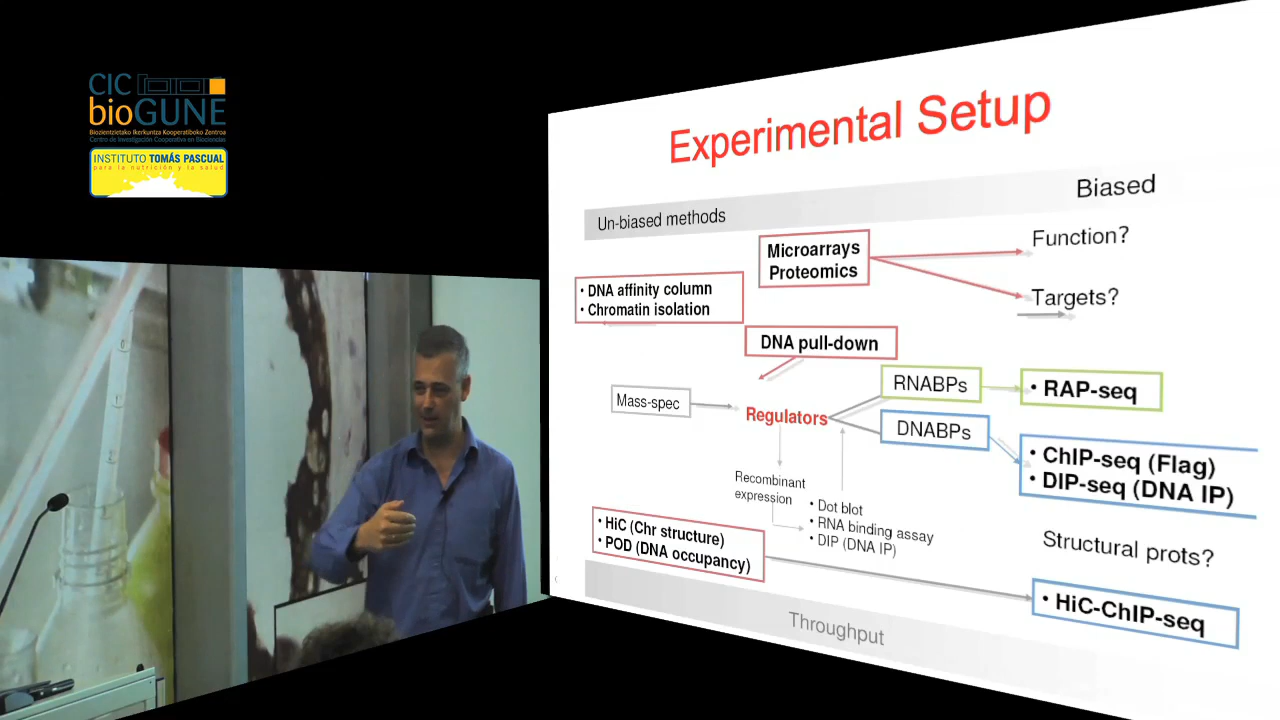 CIC
bioGUNE
Biozientzietako Ikerkuntza Kooperatiboko Zentroa
Centro de Investigación Cooperativa en Biociencias
INSTITUTO TOMÁS PASCUAL
para la nutrición y la salud
Experimental Setup
Un-biased methods
Biased
Microarrays
Proteomics
Function?
Targets?
• DNA affinity column
• Chromatin isolation
DNA pull-down
Mass-spec
Regulators
RNABPs
• RAP-seq
DNABPs
• ChIP-seq (Flag)
• DIP-seq (DNA IP)
Recombinant
expression
• Dot blot
• RNA binding assay
• DIP (DNA IP)
• HiC (Chr structure)
• POD (DNA occupancy)
Structural prots?
• HiC-ChIP-seq
Throughput